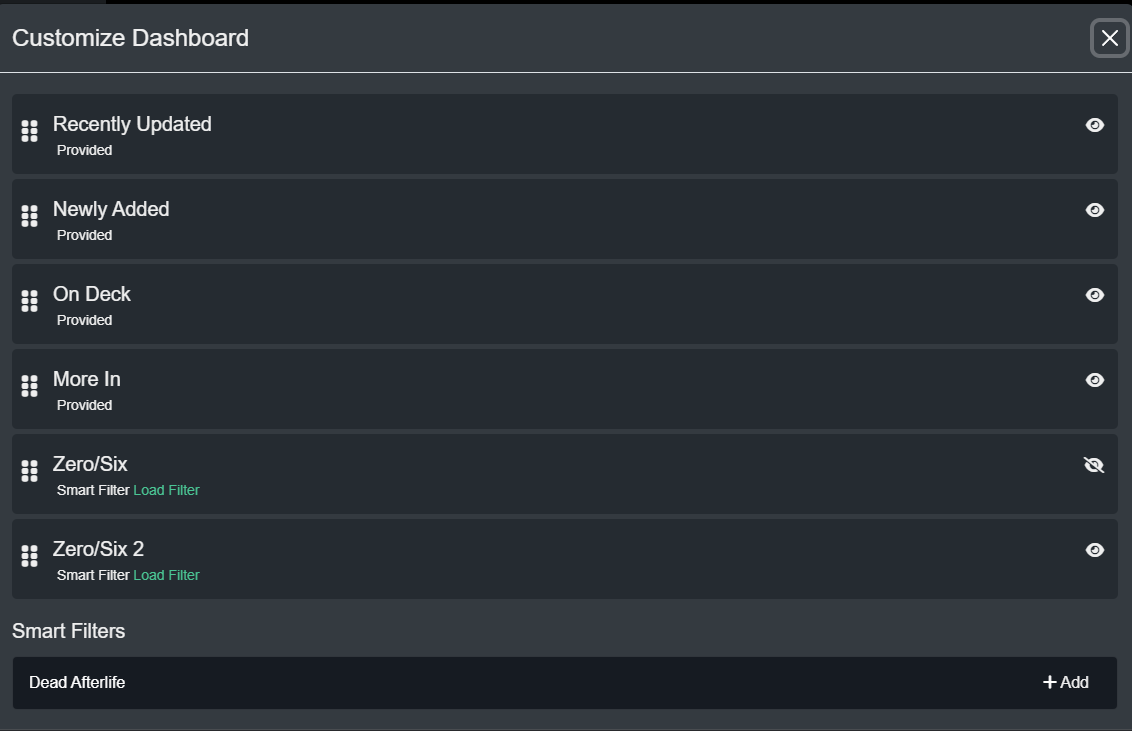 Customize Dashboard
Recently Updated
Provided
Newly Added
Provided
On Deck
Provided
More In
Provided
Zero/Six
Smart Filter Load Filter
Zero/Six 2
Smart Filter Load Filter
Smart Filters
Dead Afterlife
+ Add